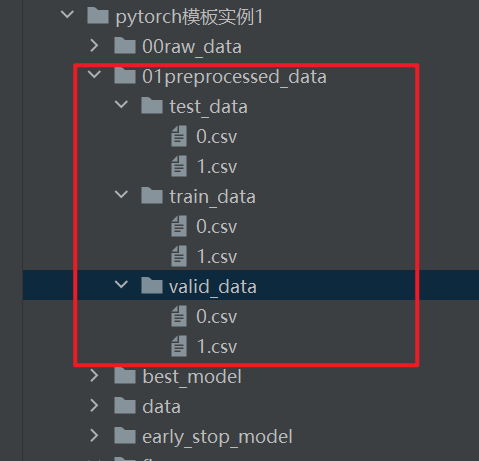 pytorch模板实例1
00raw_data
01preprocessed_data
test_data
0.csv
1.csv
train_data
0.csv
1.csv
valid_data
0.csv
1.csv
best_model
data
early_stop_model